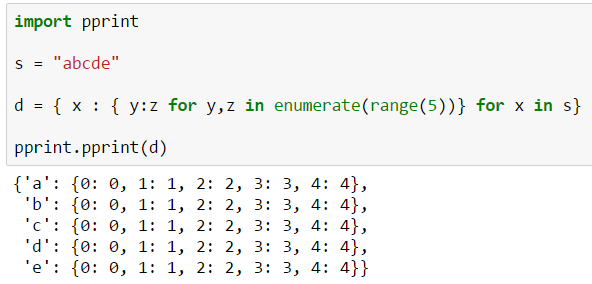 import pprint
s = "abcde"
d = { x : { y:z for y,z in enumerate(range(5))} for x in s}
pprint.pprint(d)
{'a': {0: 0, 1: 1, 2: 2, 3: 3, 4: 4},
 'b': {0: 0, 1: 1, 2: 2, 3: 3, 4: 4},
 'c': {0: 0, 1: 1, 2: 2, 3: 3, 4: 4},
 'd': {0: 0, 1: 1, 2: 2, 3: 3, 4: 4},
 'e': {0: 0, 1: 1, 2: 2, 3: 3, 4: 4}}